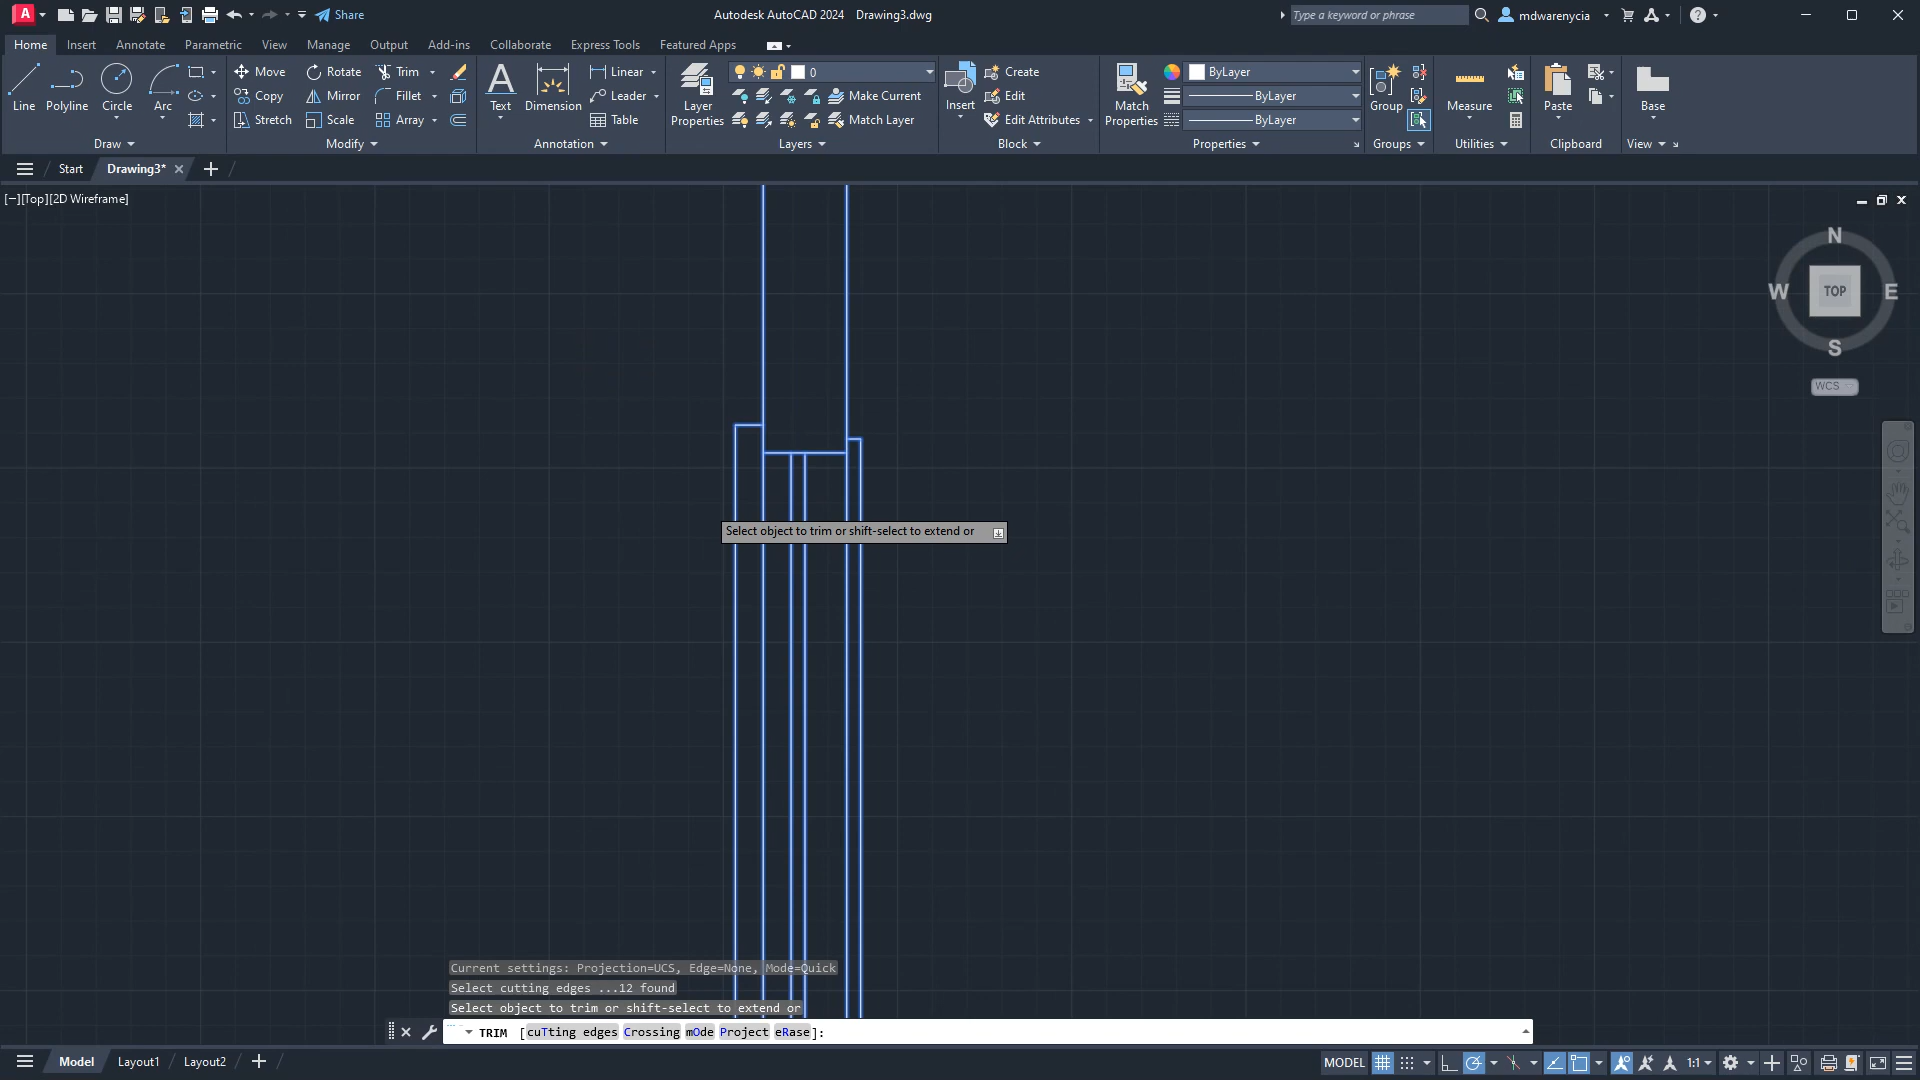 Share
Autodesk AutoCAD 2024 Drawing3.dwg
Type a keyword or phrase
mdwarenycia
Home Insert Annotate Parametric View Manage Output Add-ins Collaborate Express Tools Featured Apps
Line Polyline Circle Arc
Move Rotate Trim
Copy Mirror Fillet
Stretch Scale Array
Text Dimension
Linear
Leader
Table
Layer Properties
0
Make Current
Match Layer
Insert
Create
Edit
Edit Attributes
Match Properties
ByLayer
ByLayer
ByLayer
Group
Measure
Paste
Base
Draw Modify Annotation Layers Block Properties Groups Utilities Clipboard View
Start Drawing3*
[−][Top][2D Wireframe]
N
W TOP E
S
WCS
Select object to trim or shift-select to extend or
Current settings: Projection=UCS, Edge=None, Mode=Quick
Select cutting edges ...12 found
Select object to trim or shift-select to extend or
TRIM [cuTting edges Crossing mOde Project eRase]:
Model Layout1 Layout2
MODEL 1:1